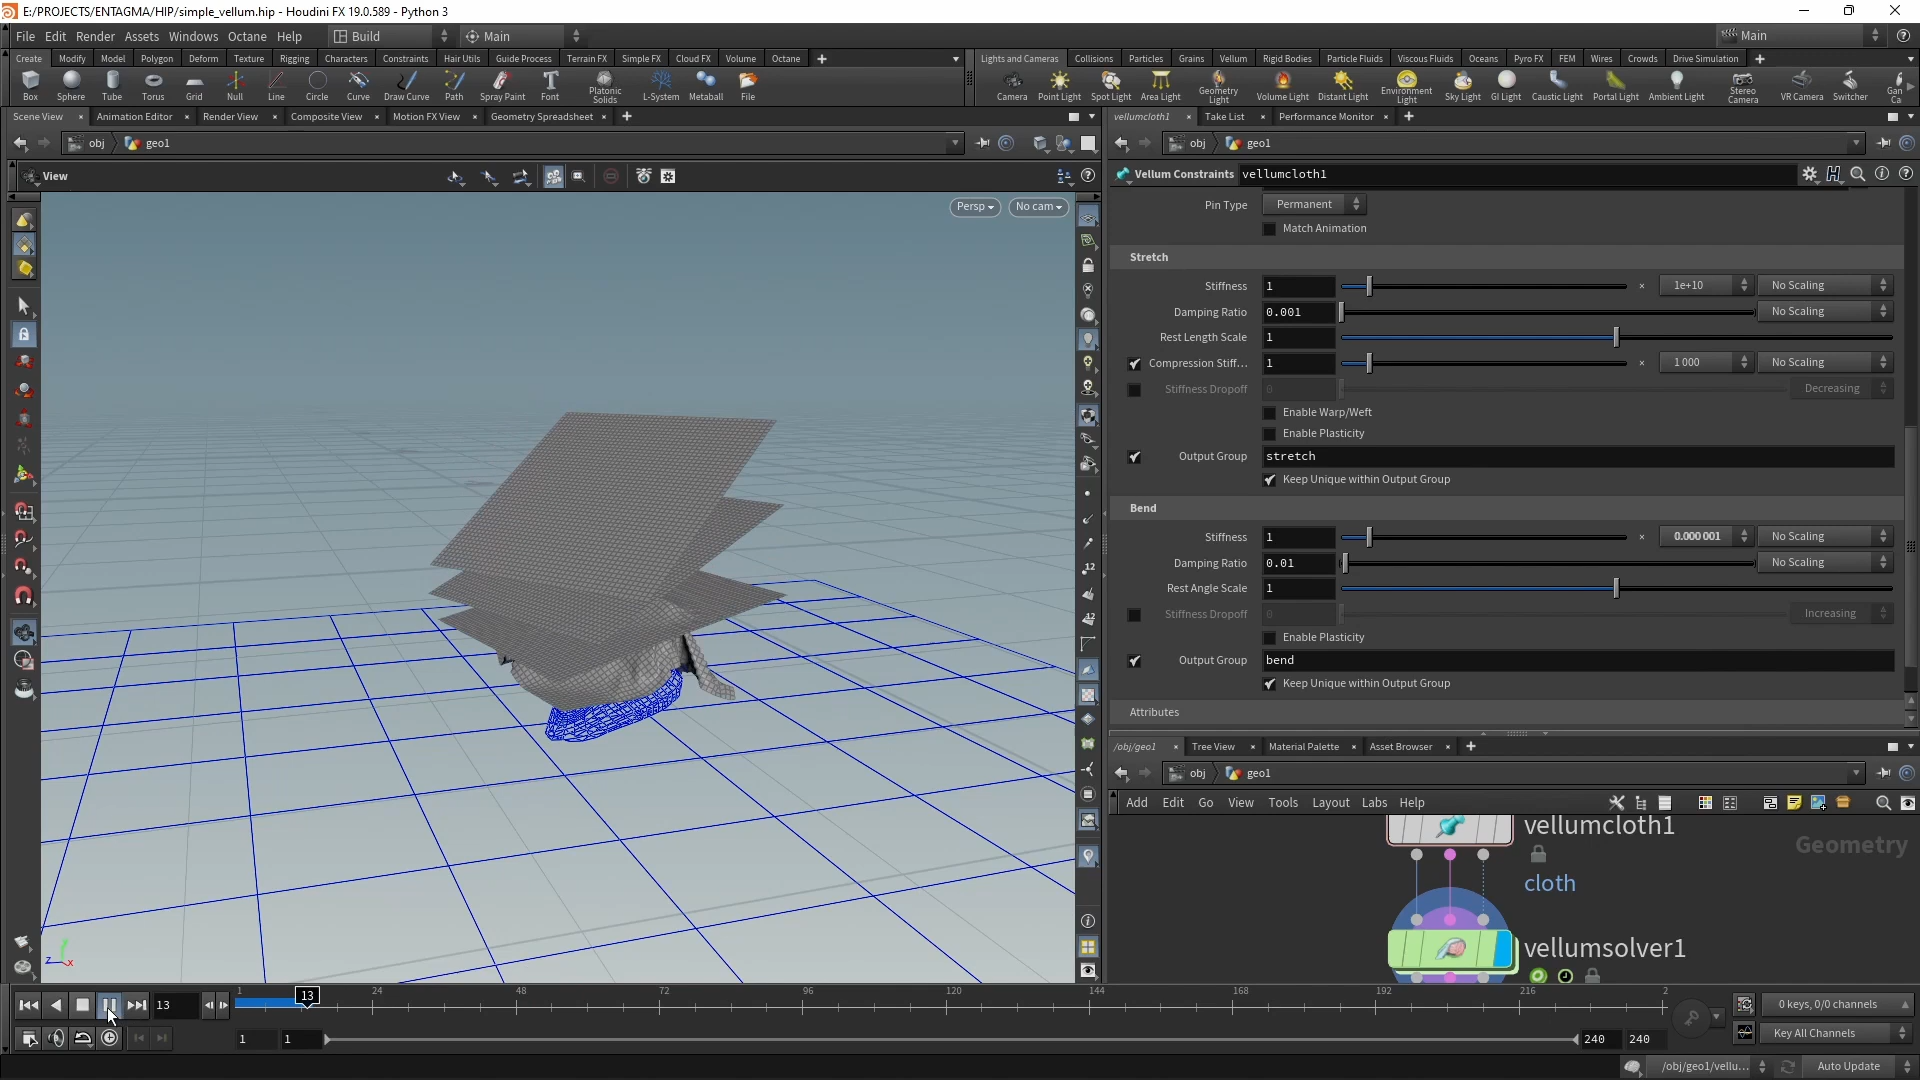 E:/PROJECTS/ENTAGMA/HIP/simple_vellum.hip - Houdini FX 19.0.589 - Python 3
File Edit Render Assets Windows Octane Help Build Main Main
Create Modify Model Polygon Deform Texture Rigging Characters Constraints Hair Utils Guide Process Terrain FX Simple FX Cloud FX Volume Octane
Lights and Cameras Collisions Particles Grains Vellum Rigid Bodies Particle Fluids Viscous Fluids Oceans Pyro FX FEM Wires Crowds Drive Simulation
Box Sphere Tube Torus Grid Null Line Circle Curve Draw Curve Path Spray Paint Font Platonic Solids L-System Metaball File
Camera Point Light Spot Light Area Light Geometry Light Volume Light Distant Light Environment Light Sky Light GI Light Caustic Light Portal Light Ambient Light Stereo Camera VR Camera Switcher Gan Ca
Scene View Animation Editor Render View Composite View Motion FX View Geometry Spreadsheet
vellumcloth1 Take List Performance Monitor
obj geo1
obj geo1
View
Persp No cam
Vellum Constraints vellumcloth1
Pin Type Permanent
Match Animation
Stretch
Stiffness 1 × 1e+10 No Scaling
Damping Ratio 0.001 No Scaling
Rest Length Scale 1
Compression Stiff... 1 × 1 000 No Scaling
Stiffness Dropoff 0 Decreasing
Enable Warp/Weft
Enable Plasticity
Output Group stretch
Keep Unique within Output Group
Bend
Stiffness 1 × 0.000 001 No Scaling
Damping Ratio 0.01 No Scaling
Rest Angle Scale 1
Stiffness Dropoff 0 Increasing
Enable Plasticity
Output Group bend
Keep Unique within Output Group
Attributes
/obj/geo1 Tree View Material Palette Asset Browser
obj geo1
Add Edit Go View Tools Layout Labs Help
vellumcloth1
Geometry
cloth
vellumsolver1
z x
13 1 13 24 48 72 96 120 144 168 192 216 2
0 keys, 0/0 channels
1 1 240 240
Key All Channels
/obj/geo1/vellu... Auto Update